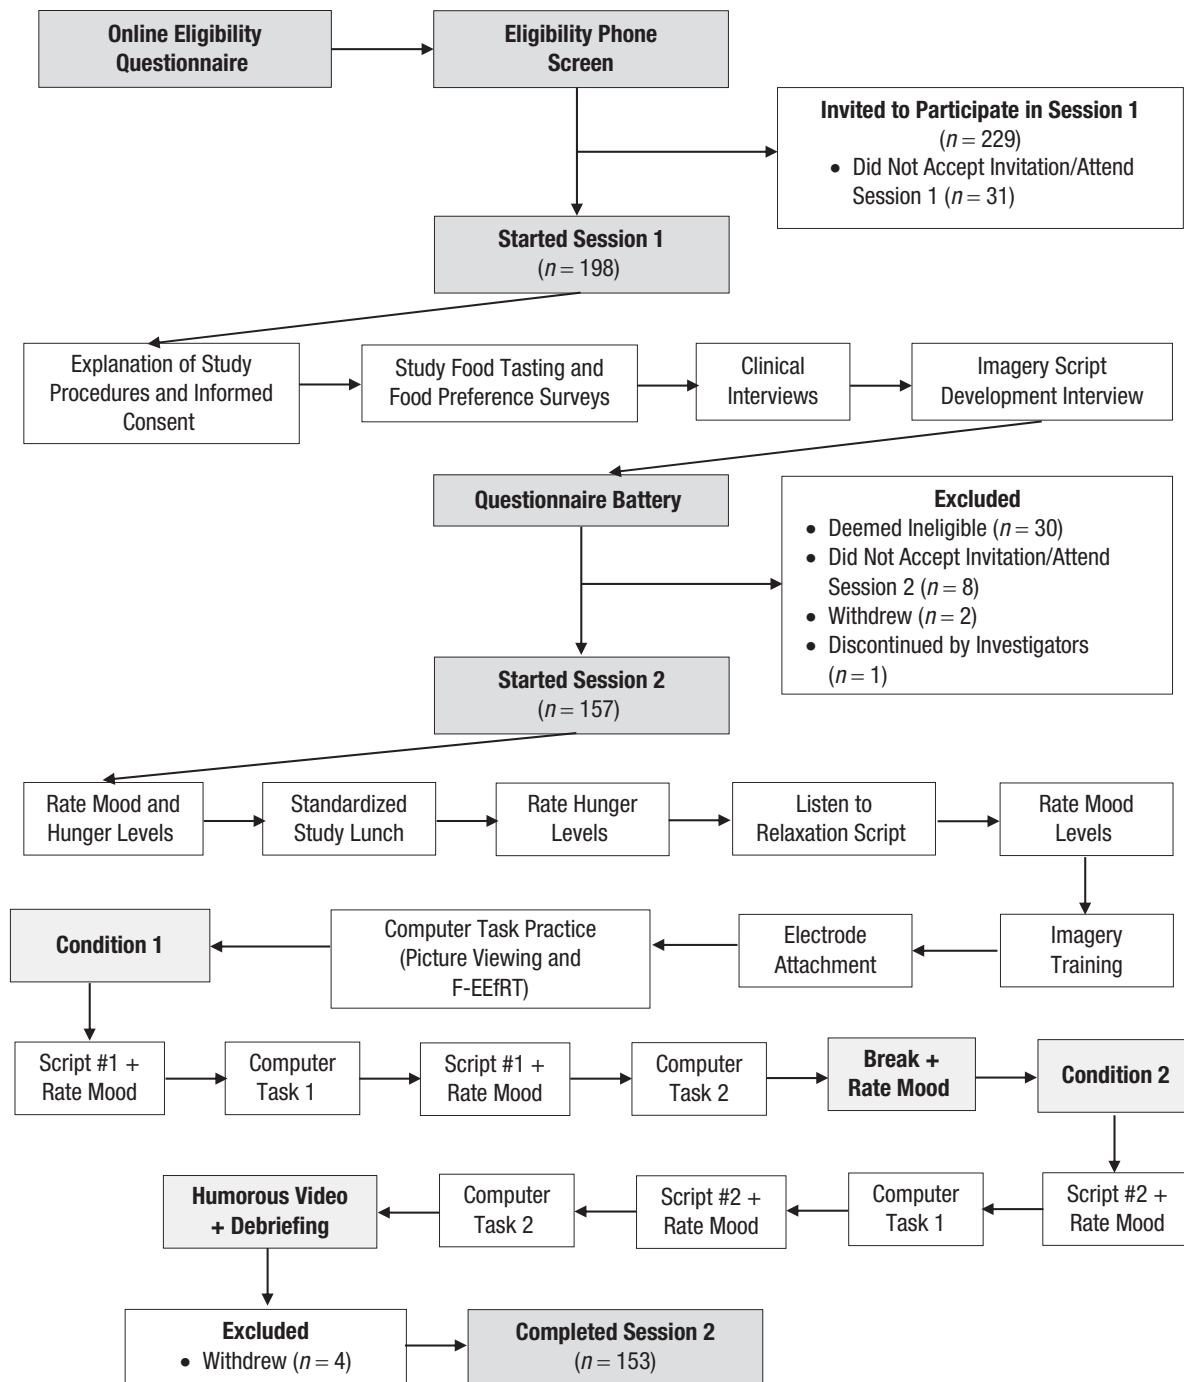 Online Eligibility
Questionnaire
Eligibility Phone
Screen
Invited to Participate in Session 1
(n = 229)
• Did Not Accept Invitation/Attend
Session 1 (n = 31)
Started Session 1
(n = 198)
Explanation of Study
Procedures and Informed
Consent
Study Food Tasting and
Food Preference Surveys
Clinical
Interviews
Imagery Script
Development Interview
Questionnaire Battery
Excluded
• Deemed Ineligible (n = 30)
• Did Not Accept Invitation/Attend
Session 2 (n = 8)
• Withdrew (n = 2)
• Discontinued by Investigators
(n = 1)
Started Session 2
(n = 157)
Rate Mood and
Hunger Levels
Standardized
Study Lunch
Rate Hunger
Levels
Listen to
Relaxation Script
Rate Mood
Levels
Imagery
Training
Electrode
Attachment
Computer Task Practice
(Picture Viewing and
F-EEfRT)
Condition 1
Script #1 +
Rate Mood
Computer
Task 1
Script #1 +
Rate Mood
Computer
Task 2
Break +
Rate Mood
Condition 2
Script #2 +
Rate Mood
Computer
Task 1
Script #2 +
Rate Mood
Computer
Task 2
Humorous Video
+ Debriefing
Excluded
• Withdrew (n = 4)
Completed Session 2
(n = 153)